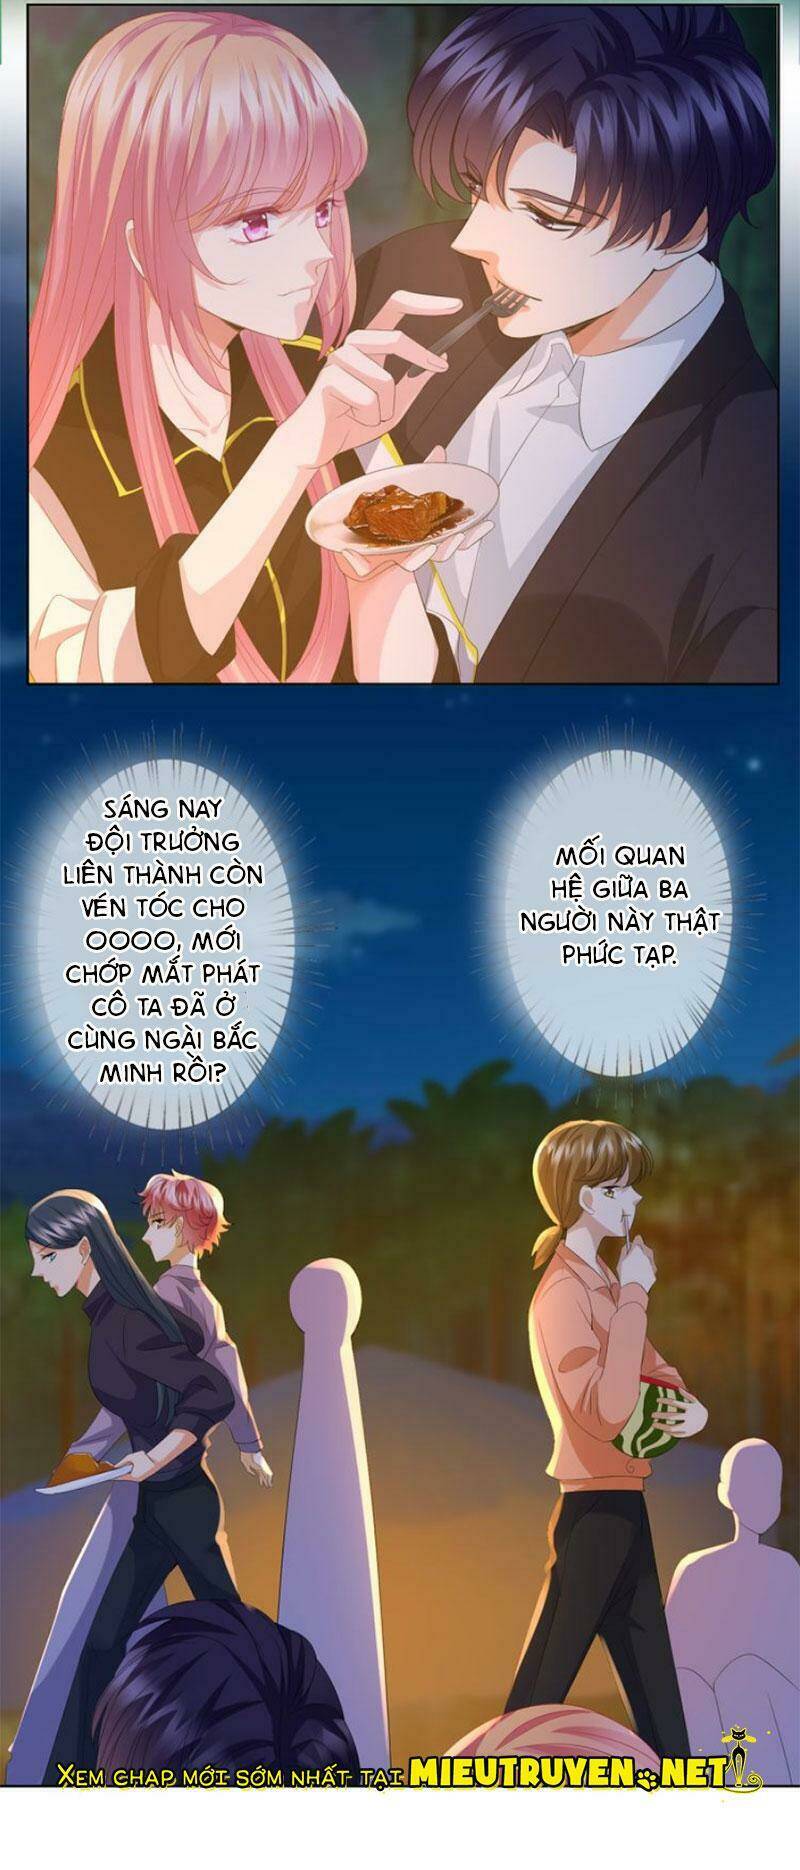 SÁNG NAY
ĐỘI TRƯỞNG
LIÊN THÀNH CÒN
VÉN TÓC CHO
OOOO, MỚI
CHỚP MẮT PHÁT
CÔ TA ĐÃ Ở
CÙNG NGÀI BẮC
MINH RỒI?
MỐI QUAN
HỆ GIỮA BA
NGƯỜI NÀY THẬT
PHỨC TẠP.
XEM CHAP MỚI SỚM NHẤT TẠI MIEUTRUYEN.NET